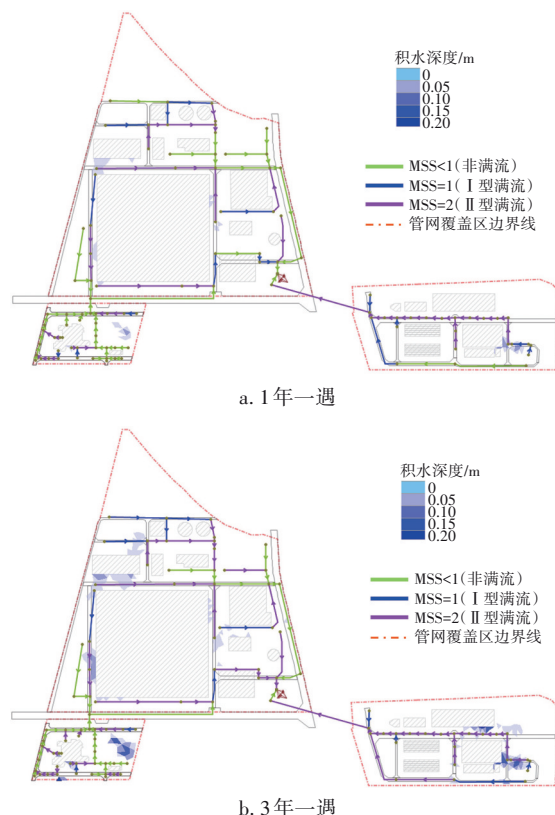 积水深度/m
0
0.05
0.10
0.15
0.20
MSS<1(非满流)
MSS=1(Ⅰ型满流)
MSS=2(Ⅱ型满流)
管网覆盖区边界线
a. 1年一遇
积水深度/m
0
0.05
0.10
0.15
0.20
MSS<1(非满流)
MSS=1(Ⅰ型满流)
MSS=2(Ⅱ型满流)
管网覆盖区边界线
b. 3年一遇